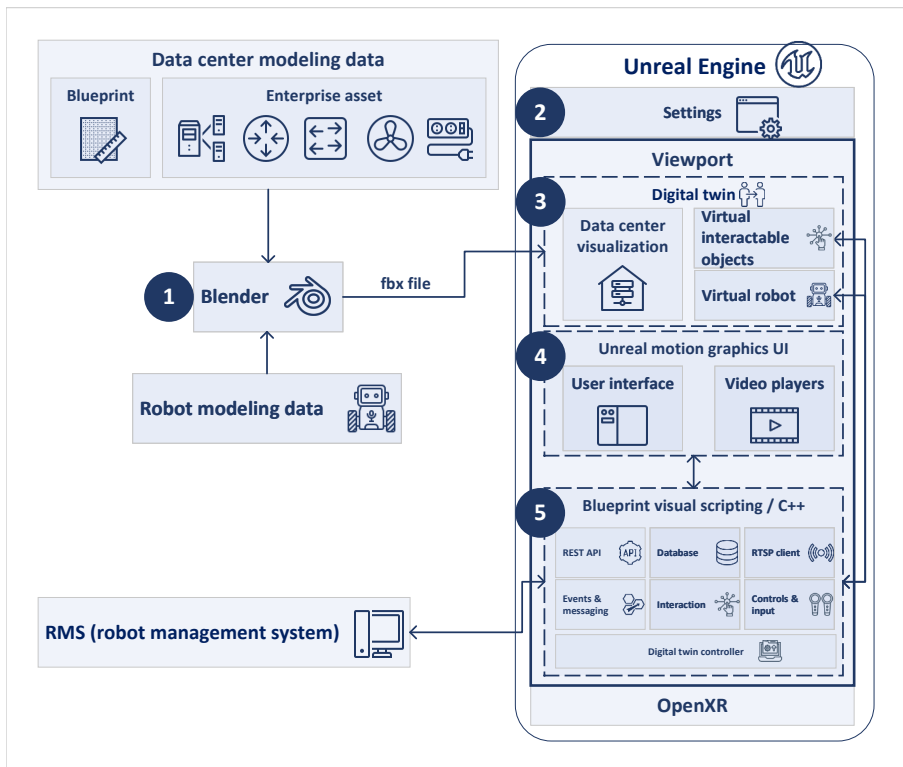 Data center modeling data
Blueprint
Enterprise asset
1
Blender
fbx file
Robot modeling data
RMS (robot management system)
Unreal Engine
2
Settings
Viewport
3
Digital twin
Data center
visualization
Virtual
interactable
objects
Virtual robot
4
Unreal motion graphics UI
User interface
Video players
5
Blueprint visual scripting / C++
REST API
API
Database
RTSP client
Events &
messaging
Interaction
Controls &
input
Digital twin controller
OpenXR